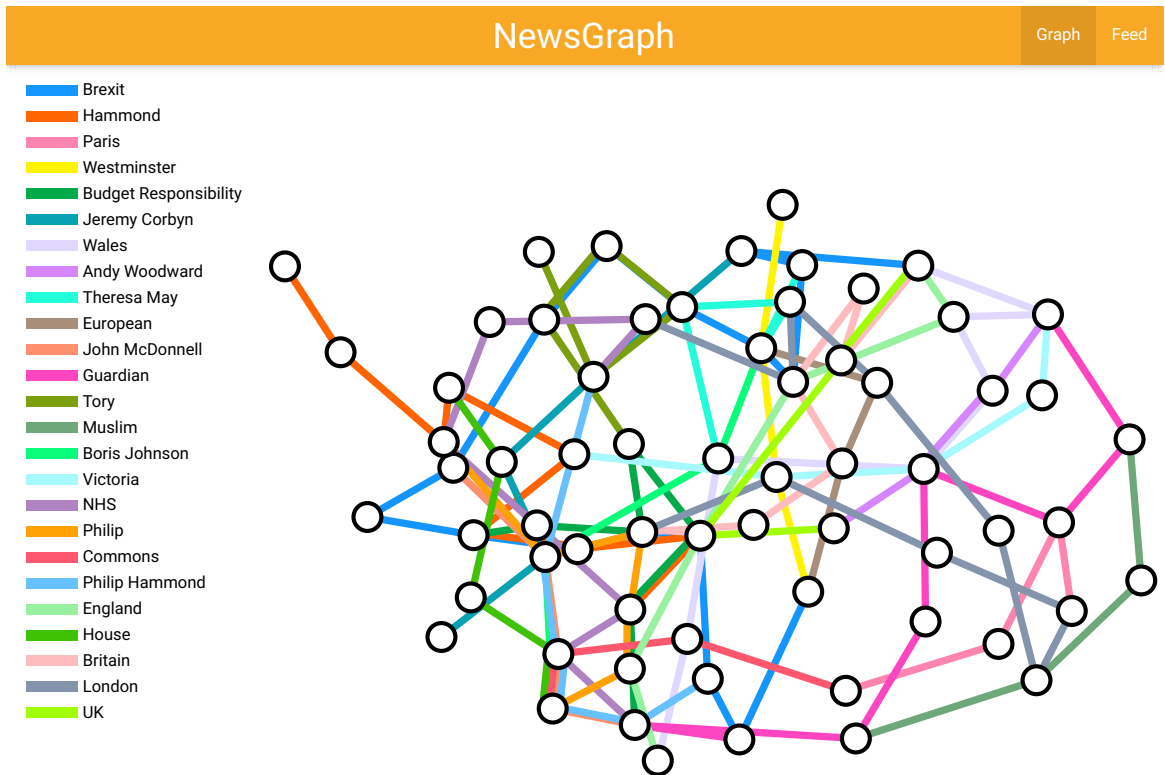 NewsGraph
Graph Feed
Brexit
Hammond
Paris
Westminster
Budget Responsibility
Jeremy Corbyn
Wales
Andy Woodward
Theresa May
European
John McDonnell
Guardian
Tory
Muslim
Boris Johnson
Victoria
NHS
Philip
Commons
Philip Hammond
England
House
Britain
London
UK